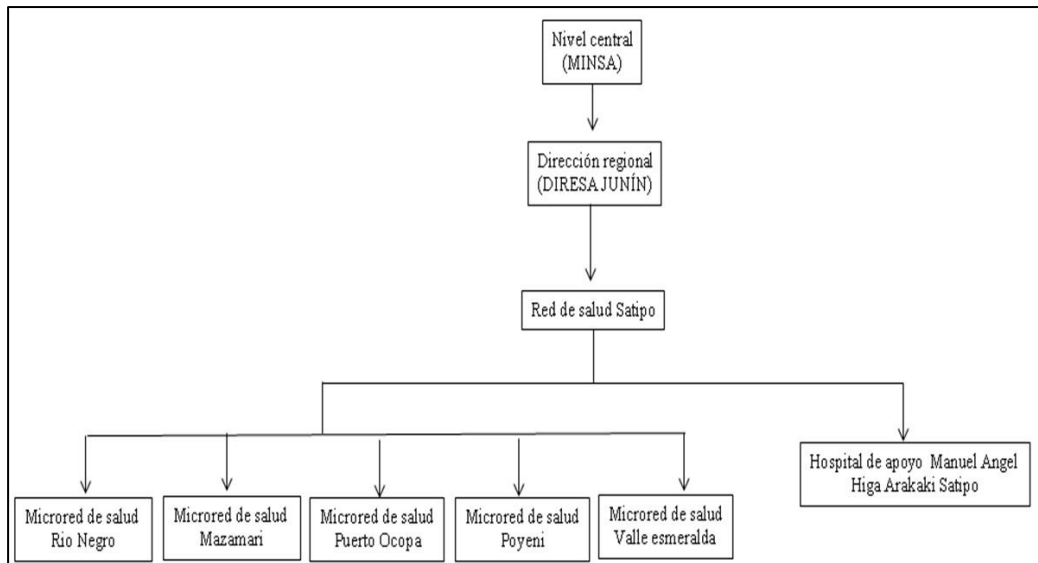 Nivel central
(MINSA)
Dirección regional
(DIRESA JUNÍN)
Red de salud Satipo
Hospital de apoyo Manuel Angel
Higa Arakaki Satipo
Microred de salud
Rio Negro
Microred de salud
Mazamari
Microred de salud
Puerto Ocopa
Microred de salud
Poyeni
Microred de salud
Valle esmeralda